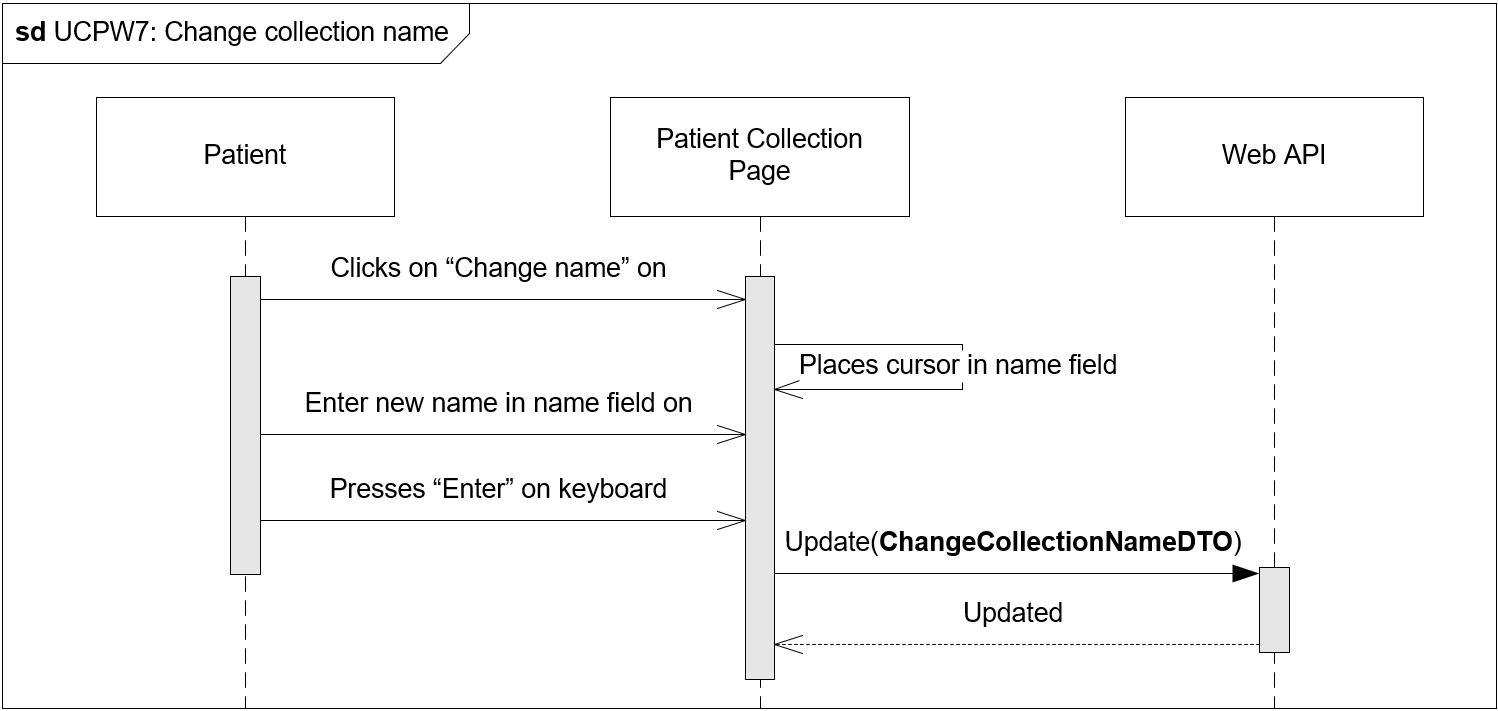 sd UCPW7: Change collection name
Patient
Patient Collection
Page
Web API
Clicks on “Change name” on
Places cursor in name field
Enter new name in name field on
Presses “Enter” on keyboard
Update(ChangeCollectionNameDTO)
Updated